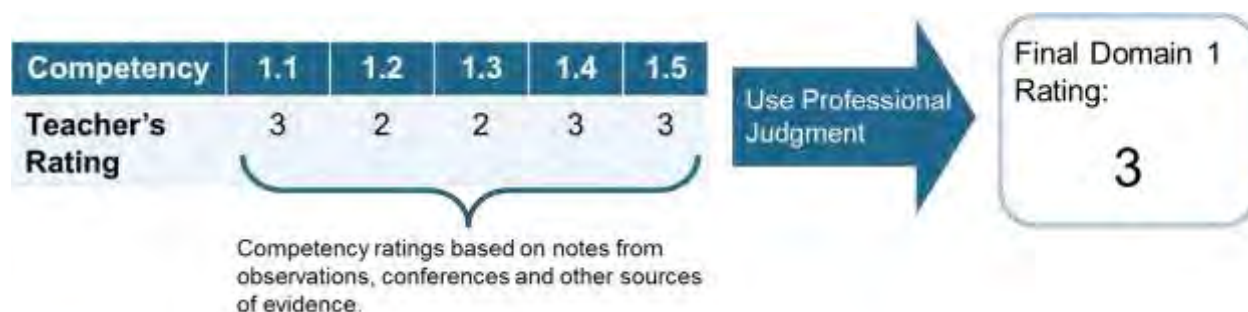 Competency 1.1 1.2 1.3 1.4 1.5
Teacher's 3 2 2 3 3
Rating
Competency ratings based on notes from
observations, conferences and other sources
of evidence.
Use Professional
Judgment
Final Domain 1
Rating:
3